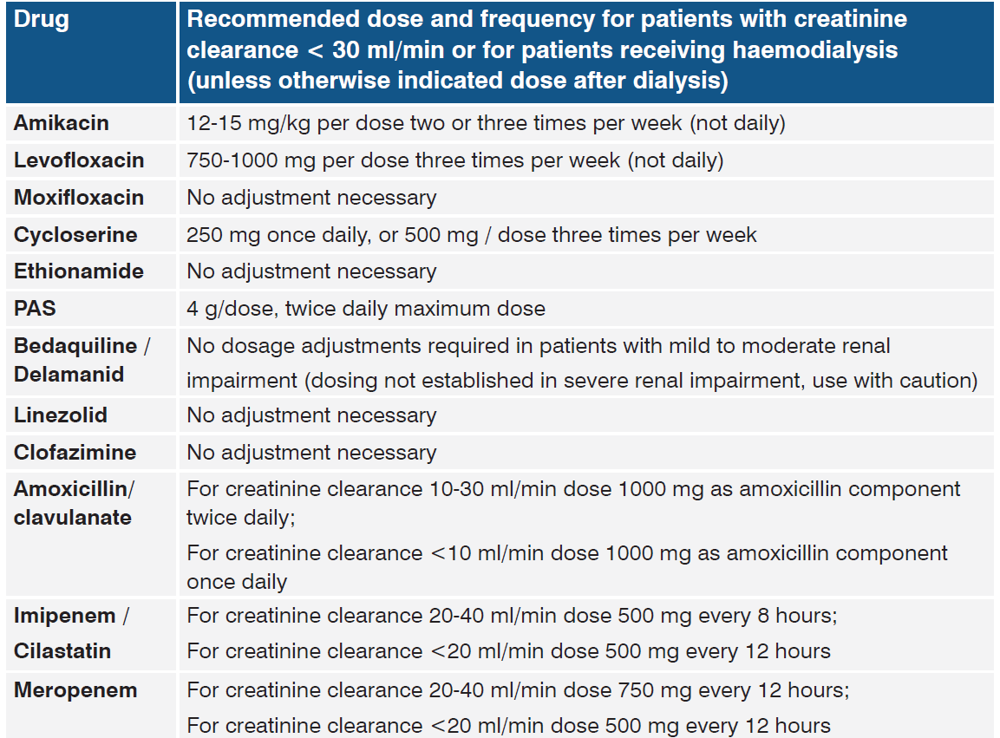 Drug
Recommended dose and frequency for patients with creatinine
clearance < 30 ml/min or for patients receiving haemodialysis
(unless otherwise indicated dose after dialysis)
Amikacin
12-15 mg/kg per dose two or three times per week (not daily)
Levofloxacin
750-1000 mg per dose three times per week (not daily)
Moxifloxacin
No adjustment necessary
Cycloserine
250 mg once daily, or 500 mg / dose three times per week
Ethionamide
No adjustment necessary
PAS
4 g/dose, twice daily maximum dose
Bedaquiline /
Delamanid
No dosage adjustments required in patients with mild to moderate renal
impairment (dosing not established in severe renal impairment, use with caution)
Linezolid
No adjustment necessary
Clofazimine
No adjustment necessary
Amoxicillin/
clavulanate
For creatinine clearance 10-30 ml/min dose 1000 mg as amoxicillin component
twice daily;
For creatinine clearance <10 ml/min dose 1000 mg as amoxicillin component
once daily
Imipenem /
Cilastatin
For creatinine clearance 20-40 ml/min dose 500 mg every 8 hours;
For creatinine clearance <20 ml/min dose 500 mg every 12 hours
Meropenem
For creatinine clearance 20-40 ml/min dose 750 mg every 12 hours;
For creatinine clearance <20 ml/min dose 500 mg every 12 hours